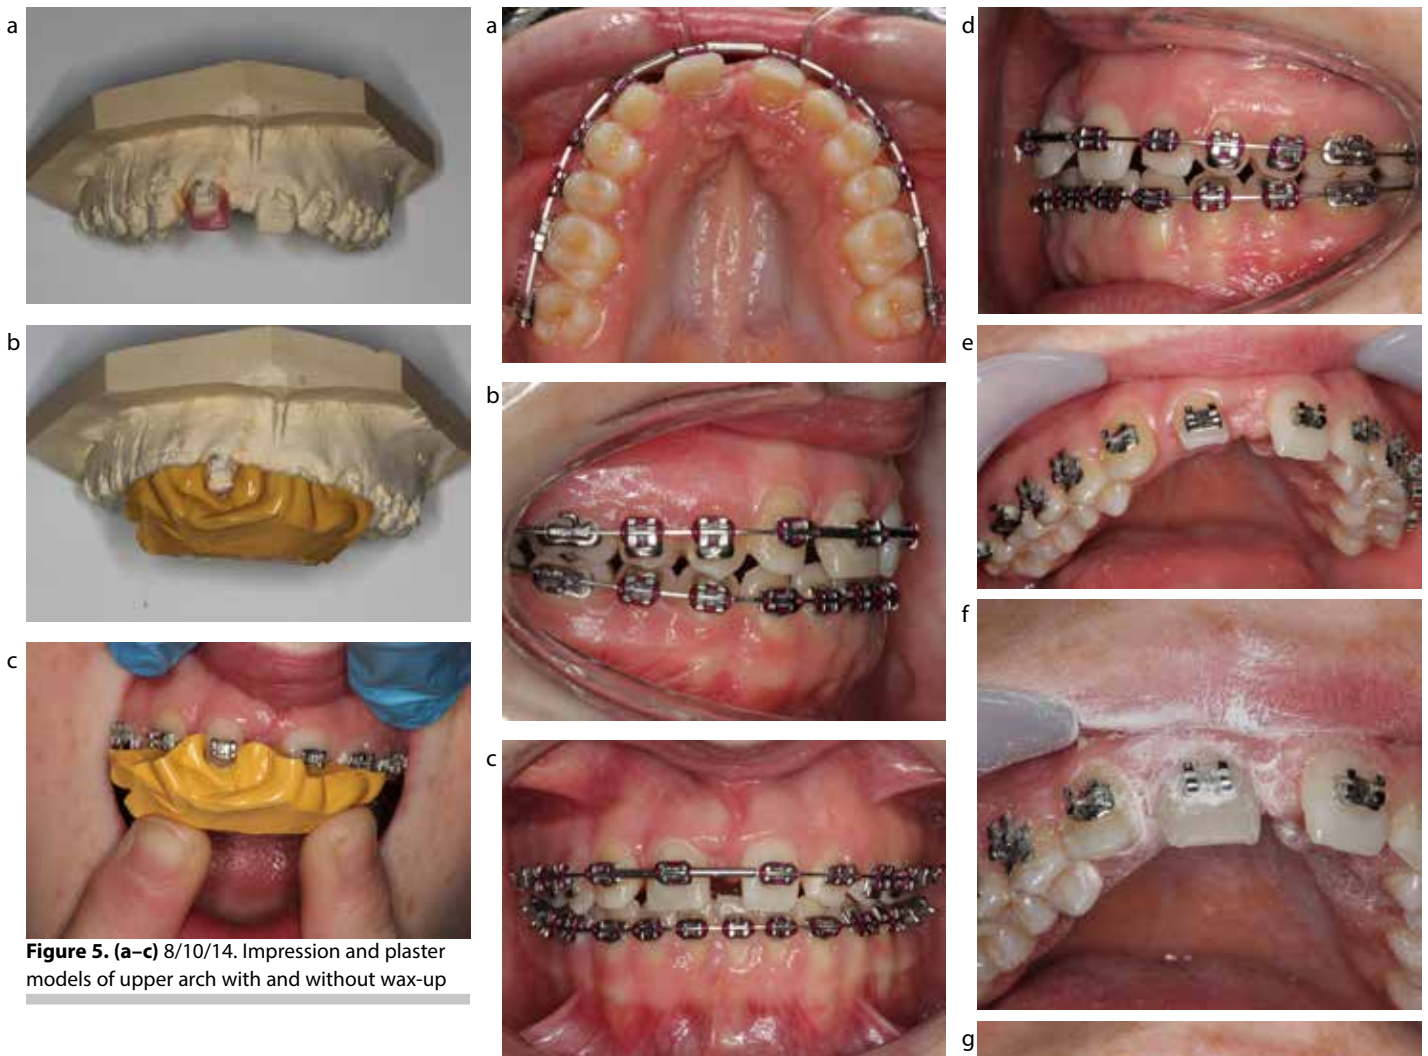 a
b
c
Figure 5. (a–c) 8/10/14. Impression and plaster
models of upper arch with and without wax-up
a
b
c
d
e
f
g